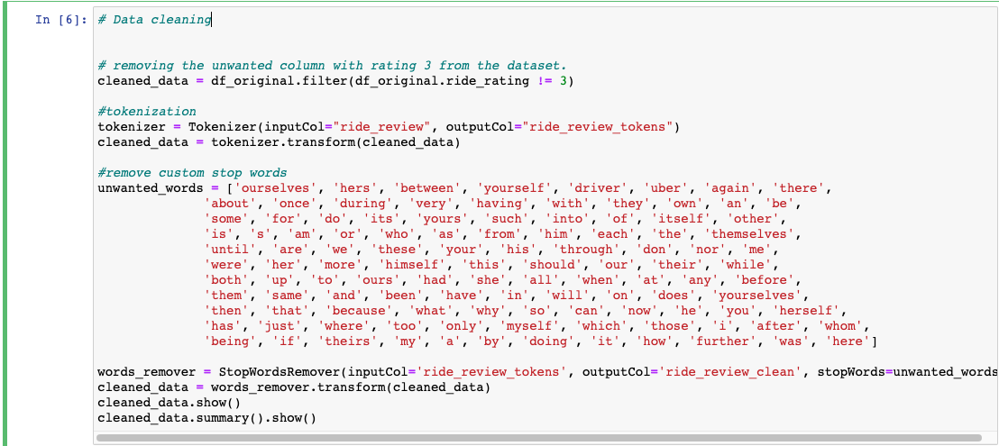 In [6]: # Data cleaning
# removing the unwanted column with rating 3 from the dataset.
cleaned_data = df_original.filter(df_original.ride_rating != 3)
#tokenization
tokenizer = Tokenizer(inputCol="ride_review", outputCol="ride_review_tokens")
cleaned_data = tokenizer.transform(cleaned_data)
#remove custom stop words
unwanted_words = ['ourselves', 'hers', 'between', 'yourself', 'driver', 'uber', 'again', 'there',
'about', 'once', 'during', 'very', 'having', 'with', 'they', 'own', 'an', 'be',
'some', 'for', 'do', 'its', 'yours', 'such', 'into', 'of', 'itself', 'other',
'is', 's', 'am', 'or', 'who', 'as', 'from', 'him', 'each', 'the', 'themselves',
'until', 'are', 'we', 'these', 'your', 'his', 'through', 'don', 'nor', 'me',
'were', 'her', 'more', 'himself', 'this', 'should', 'our', 'their', 'while',
'both', 'up', 'to', 'ours', 'had', 'she', 'all', 'when', 'at', 'any', 'before',
'them', 'same', 'and', 'been', 'have', 'in', 'will', 'on', 'does', 'yourselves',
'then', 'that', 'because', 'what', 'why', 'so', 'can', 'now', 'he', 'you', 'herself',
'has', 'just', 'where', 'too', 'only', 'myself', 'which', 'those', 'i', 'after', 'whom',
'being', 'if', 'theirs', 'my', 'a', 'by', 'doing', 'it', 'how', 'further', 'was', 'here']
words_remover = StopWordsRemover(inputCol='ride_review_tokens', outputCol='ride_review_clean', stopWords=unwanted_words
cleaned_data = words_remover.transform(cleaned_data)
cleaned_data.show()
cleaned_data.summary().show()